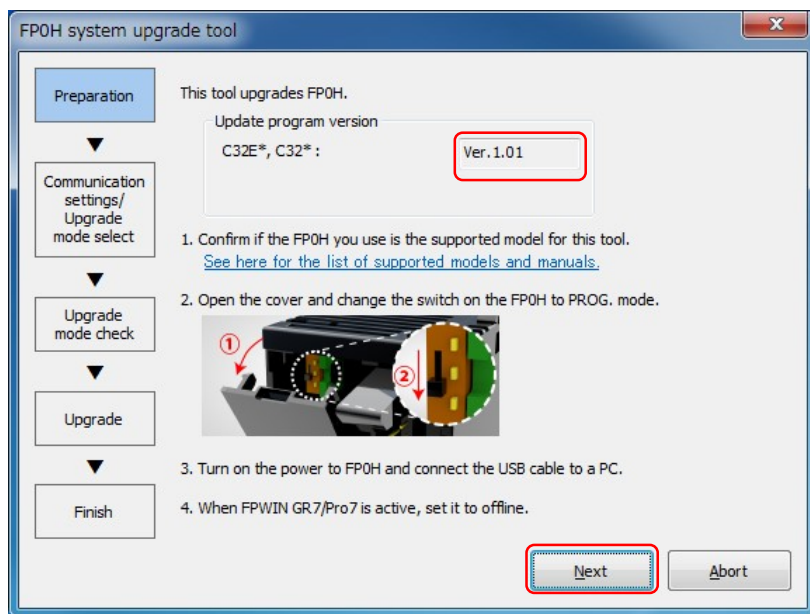 FP0H system upgrade tool
x
Preparation
▼
Communication
settings/
Upgrade
mode select
▼
Upgrade
mode check
▼
Upgrade
▼
Finish
This tool upgrades FP0H.
Update program version
C32E*, C32* :
Ver.1.01
1. Confirm if the FP0H you use is the supported model for this tool.
See here for the list of supported models and manuals.
2. Open the cover and change the switch on the FP0H to PROG. mode.
①
②
3. Turn on the power to FP0H and connect the USB cable to a PC.
4. When FPWIN GR7/Pro7 is active, set it to offline.
Next
Abort